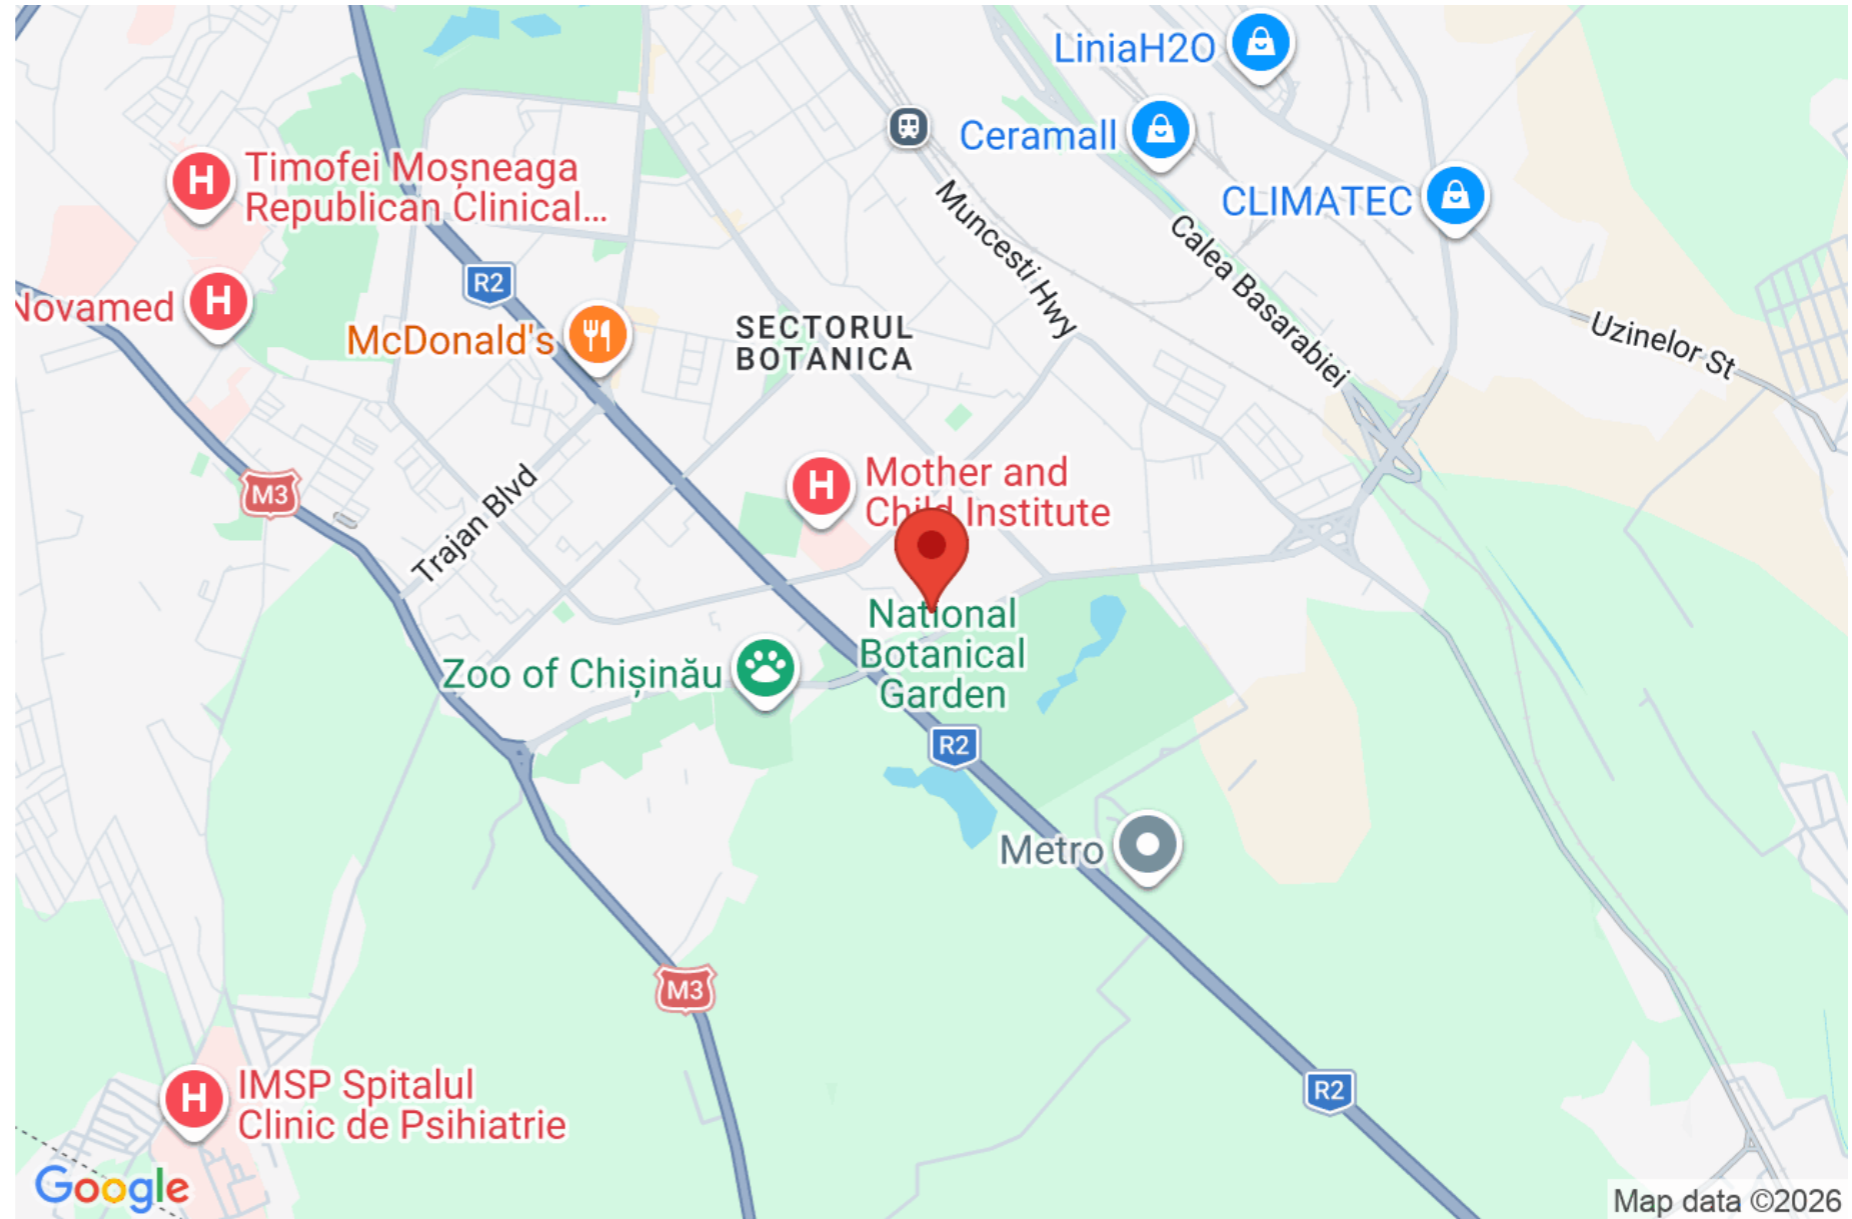 LiniaH2O
Ceramall
CLIMATEC
Timofei Moșneaga
Republican Clinical...
Muncesti Hwy
Calea Basarabiei
R2
Novamed
McDonald's
SECTORUL
BOTANICA
Uzinelor St
M3
Trajan Blvd
Mother and
Child Institute
National
Botanical
Garden
Zoo of Chișinău
R2
Metro
M3
R2
IMSP Spitalul
Clinic de Psihiatrie
Google
Map data ©2026